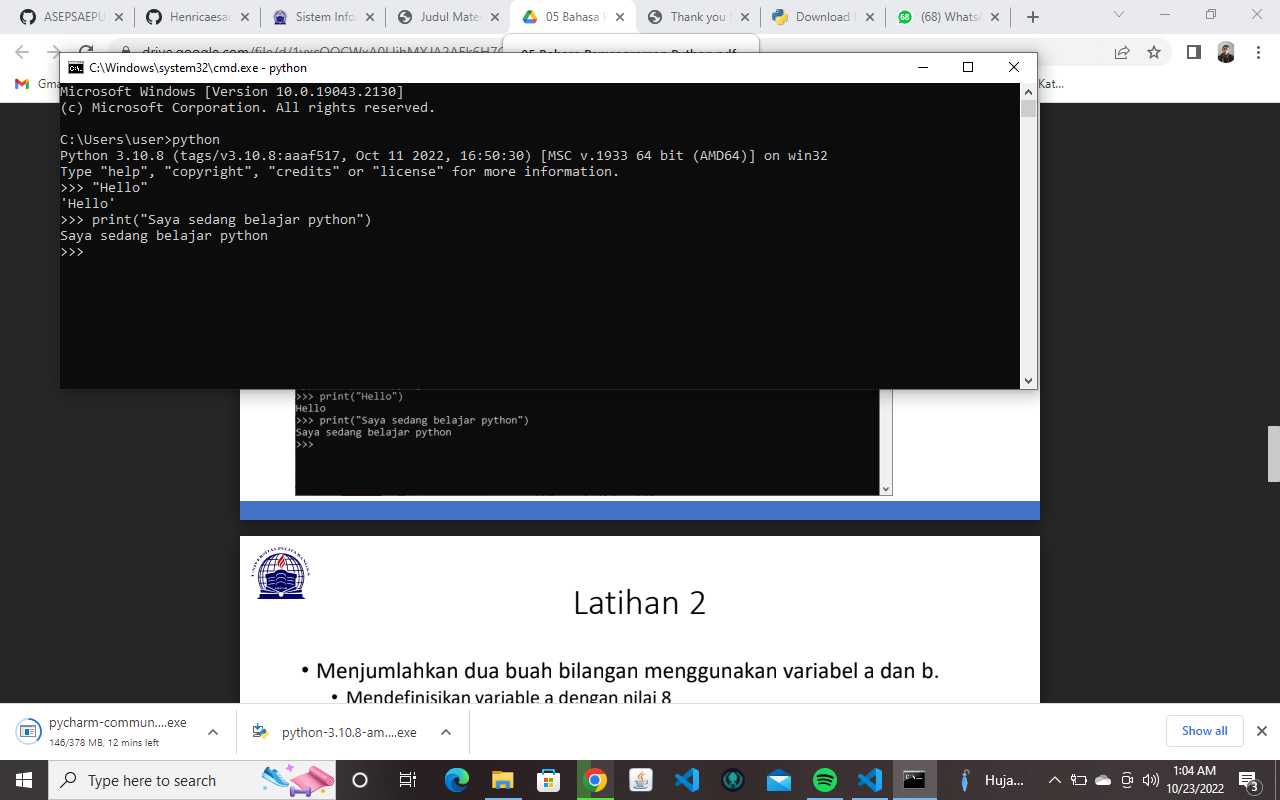 ASEPSAEPU
Henricaesar
Sistem Info
Judul Mate
05 Bahasa P
Thank you f
Download
(68) WhatsA
C:\Windows\system32\cmd.exe - python
Gma
Kat...
Microsoft Windows [Version 10.0.19043.2130]
(c) Microsoft Corporation. All rights reserved.
C:\Users\user>python
Python 3.10.8 (tags/v3.10.8:aaaf517, Oct 11 2022, 16:50:30) [MSC v.1933 64 bit (AMD64)] on win32
Type "help", "copyright", "credits" or "license" for more information.
>>> "Hello"
'Hello'
>>> print("Saya sedang belajar python")
Saya sedang belajar python
>>>
>>> print("Hello")
Hello
>>> print("Saya sedang belajar python")
Saya sedang belajar python
>>>
UNIVERSITAS PELITA BANGSA
Latihan 2
• Menjumlahkan dua buah bilangan menggunakan variabel a dan b.
• Mendefinisikan variable a dengan nilai 8
pycharm-commun....exe
146/378 MB, 12 mins left
python-3.10.8-am....exe
Show all
Type here to search
Huja...
1:04 AM
10/23/2022
3